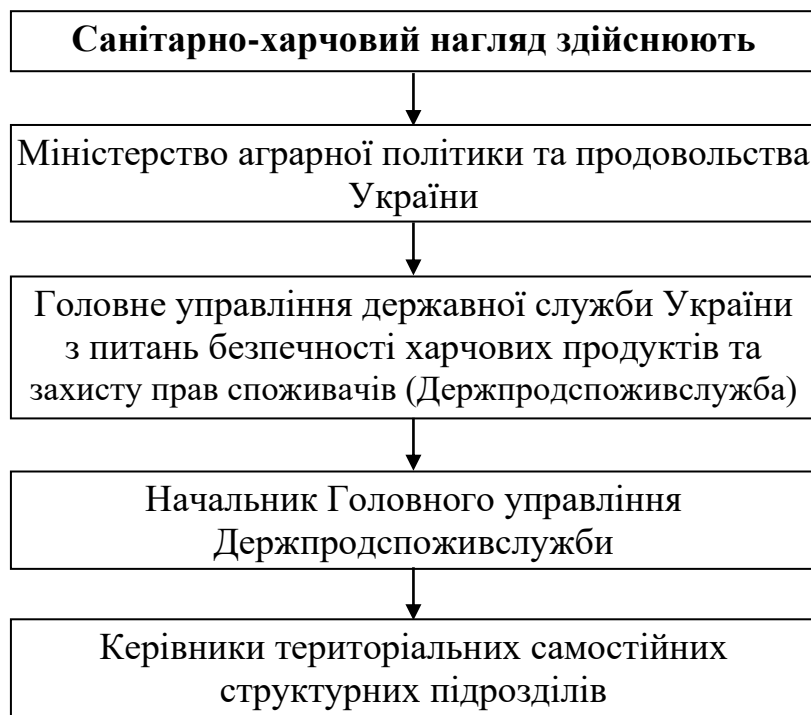 Санітарно-харчовий нагляд здійснюють
Міністерство аграрної політики та продовольства
України
Головне управління державної служби України
з питань безпечності харчових продуктів та
захисту прав споживачів (Держпродспоживслужба)
Начальник Головного управління
Держпродспоживслужби
Керівники територіальних самостійних
структурних підрозділів